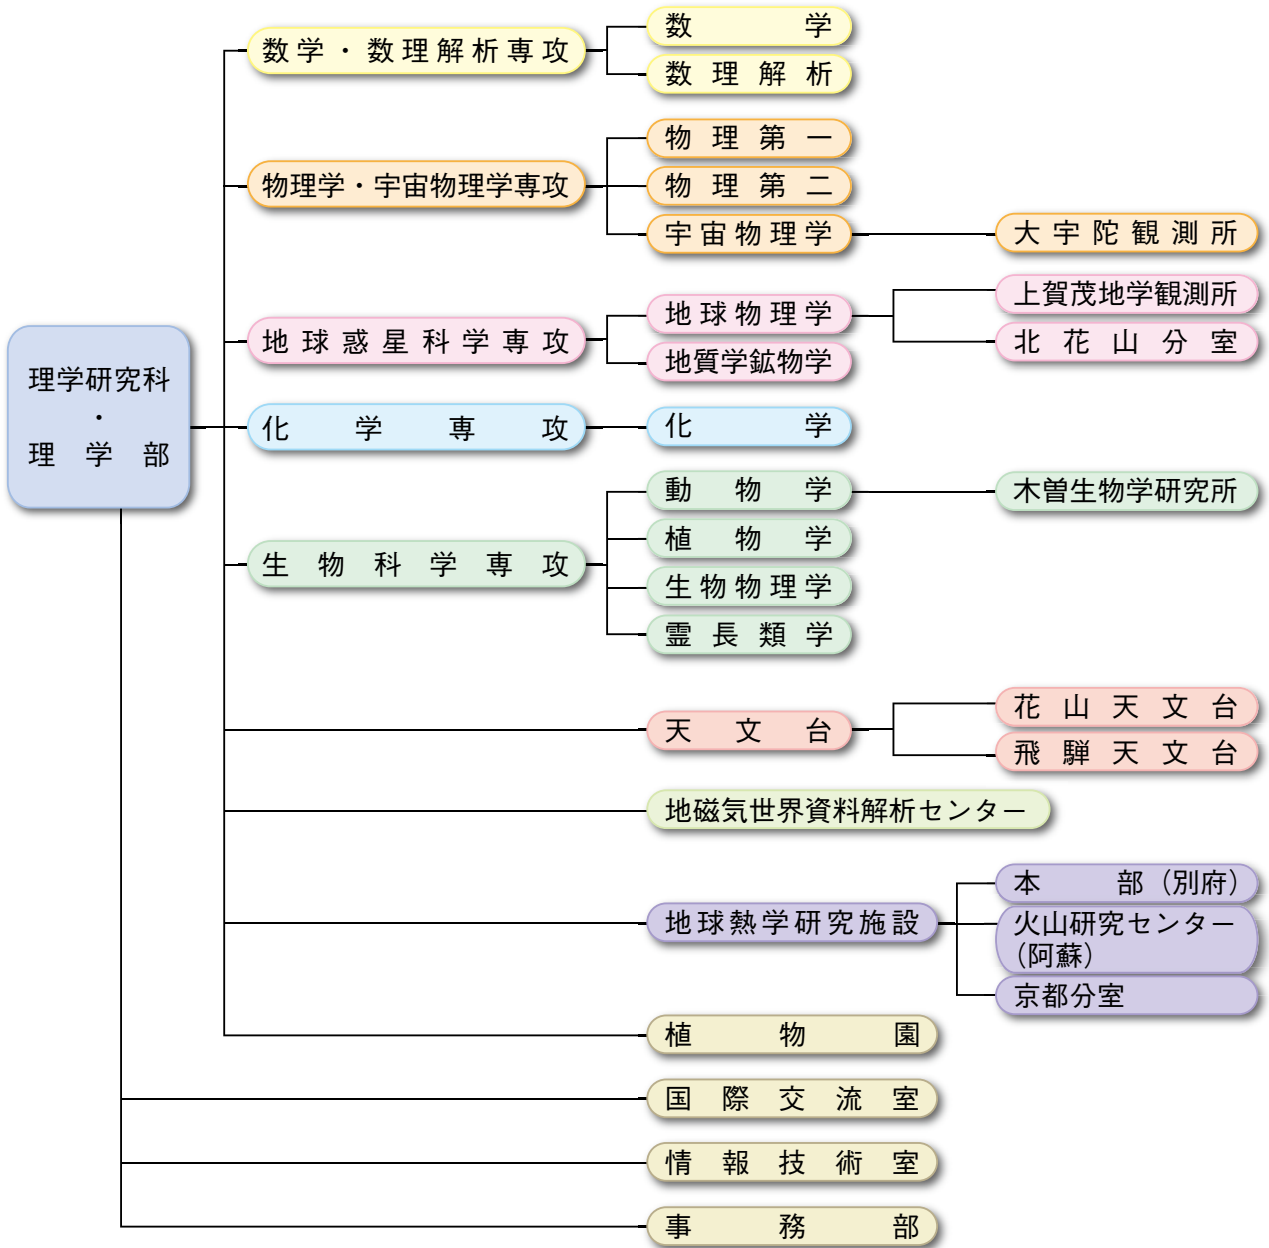 理学研究科
・
理学部
数学・数理解析専攻
数学
数理解析
物理学・宇宙物理学専攻
物理第一
物理第二
宇宙物理学
大宇陀観測所
地球惑星科学専攻
地球物理学
上賀茂地学観測所
北花山分室
地質学鉱物学
化学専攻
化学
生物科学専攻
動物学
木曽生物学研究所
植物学
生物物理学
霊長類学
天文台
花山天文台
飛騨天文台
地磁気世界資料解析センター
地球熱学研究施設
本部（別府）
火山研究センター
（阿蘇）
京都分室
植物園
国際交流室
情報技術室
事務部